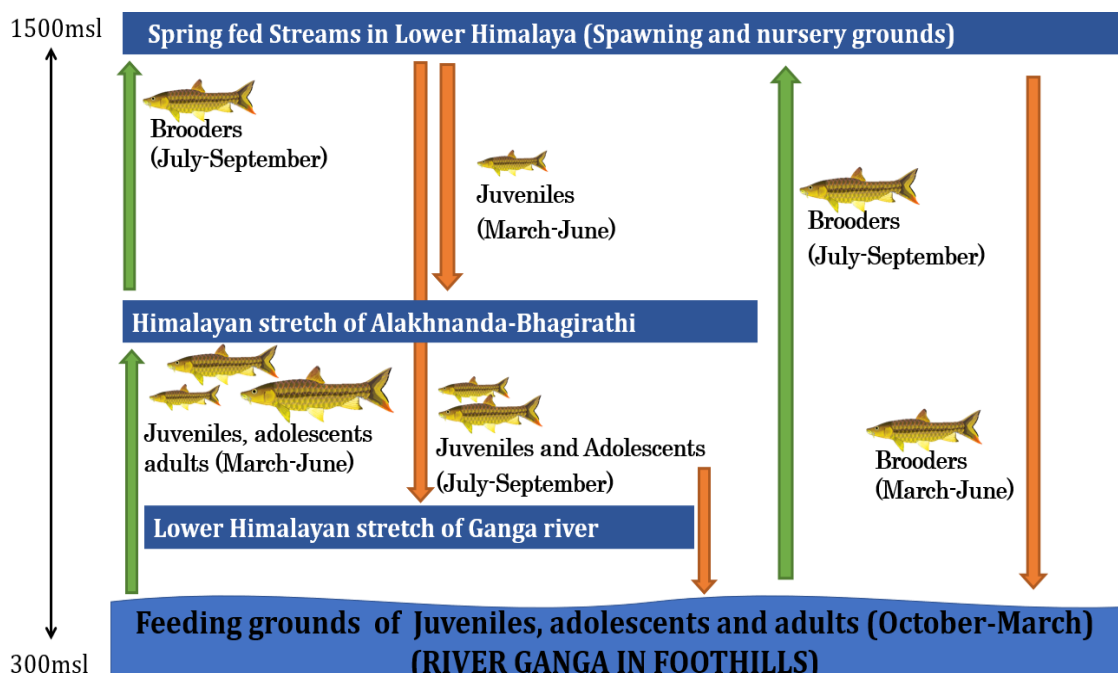 1500msl
Spring fed Streams in Lower Himalaya (Spawning and nursery grounds)
Brooders
(July-September)
Juveniles
(March-June)
Brooders
(July-September)
Himalayan stretch of Alakhnanda-Bhagirathi
Juveniles, adolescents
adults (March-June)
Juveniles and Adolescents
(July-September)
Brooders
(March-June)
Lower Himalayan stretch of Ganga river
Feeding grounds of Juveniles, adolescents and adults (October-March)
(RIVER GANGA IN FOOTHILLS)
300msl